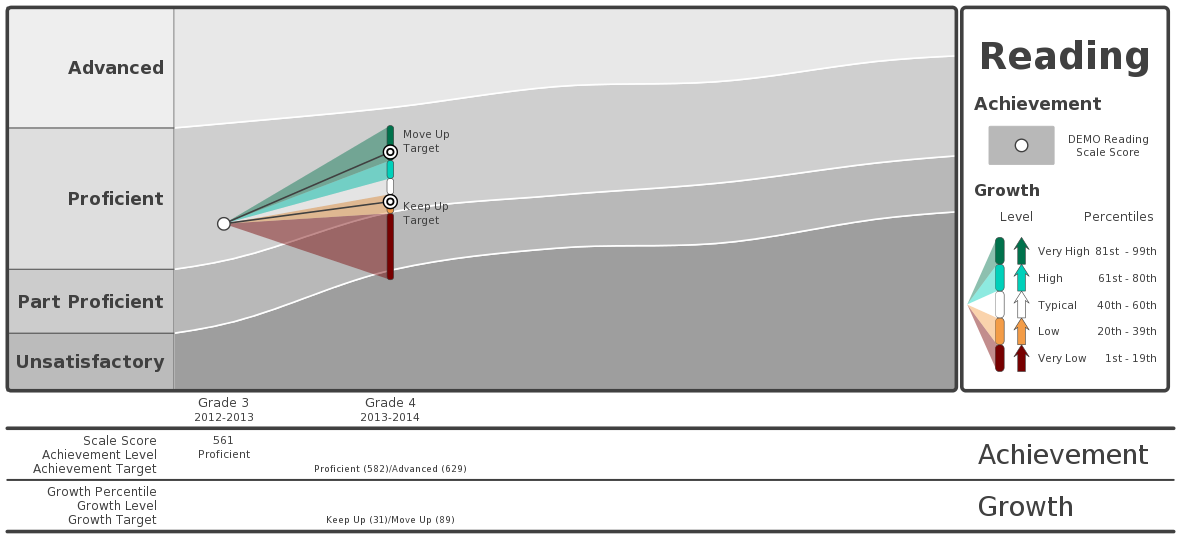 Advanced
Proficient
Part Proficient
Unsatisfactory
Move Up
Target
Keep Up
Target
Reading
Achievement
DEMO Reading
Scale Score
Growth
Level Percentiles
Very High 81st - 99th
High 61st - 80th
Typical 40th - 60th
Low 20th - 39th
Very Low 1st - 19th
Grade 3 Grade 4
2012-2013 2013-2014
Scale Score 561
Achievement Level Proficient
Achievement Target Proficient (582)/Advanced (629)
Achievement
Growth Percentile
Growth Level
Growth Target Keep Up (31)/Move Up (89)
Growth